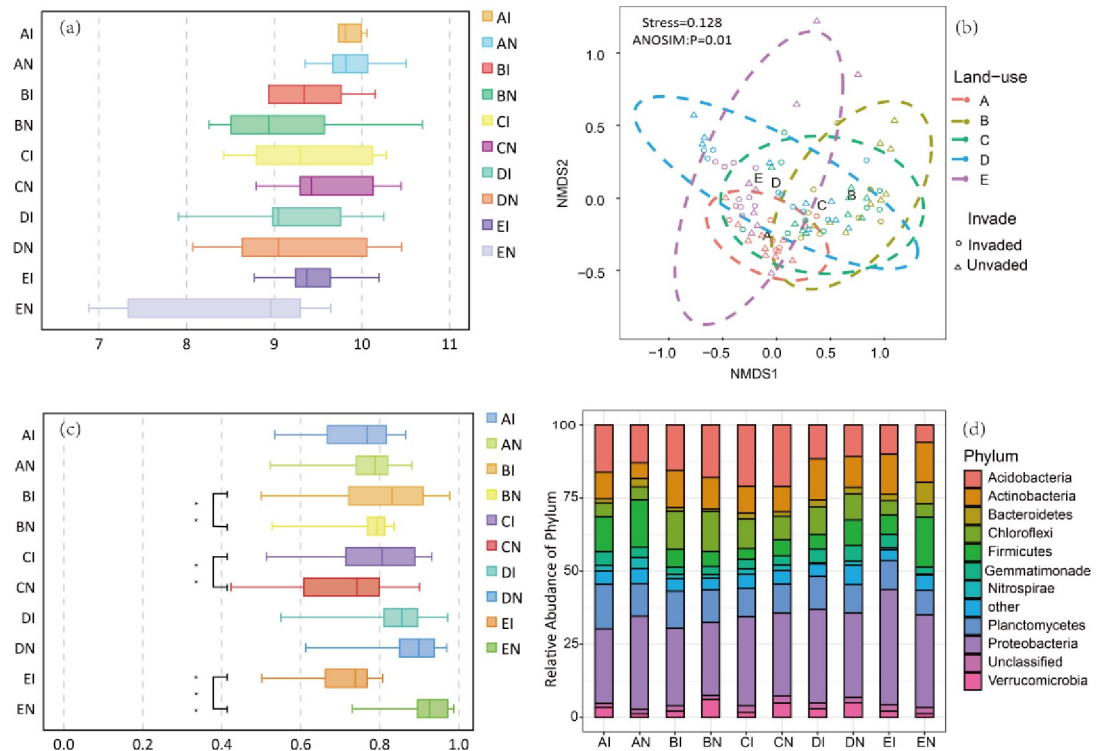 (a)
AI
AN
BI
BN
CI
CN
DI
DN
EI
EN
7 8 9 10 11
AI
AN
BI
BN
CI
CN
DI
DN
EI
EN
Stress=0.128
ANOSIM:P=0.01
(b)
NMDS2
1.0
0.5
0.0
−0.5
−1.0 −0.5 0.0 0.5 1.0
NMDS1
E
D
C
B
A
Land−use
A
B
C
D
E
Invade
Invaded
Unvaded
(c)
AI
AN
BI
BN
CI
CN
DI
DN
EI
EN
* *
* * *
* * *
0.0 0.2 0.4 0.6 0.8 1.0
AI
AN
BI
BN
CI
CN
DI
DN
EI
EN
(d)
Relative Abudance of Phylum
100
75
50
25
0
AI AN BI BN CI CN DI DN EI EN
Phylum
Acidobacteria
Actinobacteria
Bacteroidetes
Chloroflexi
Firmicutes
Gemmatimonade
Nitrospirae
other
Planctomycetes
Proteobacteria
Unclassified
Verrucomicrobia